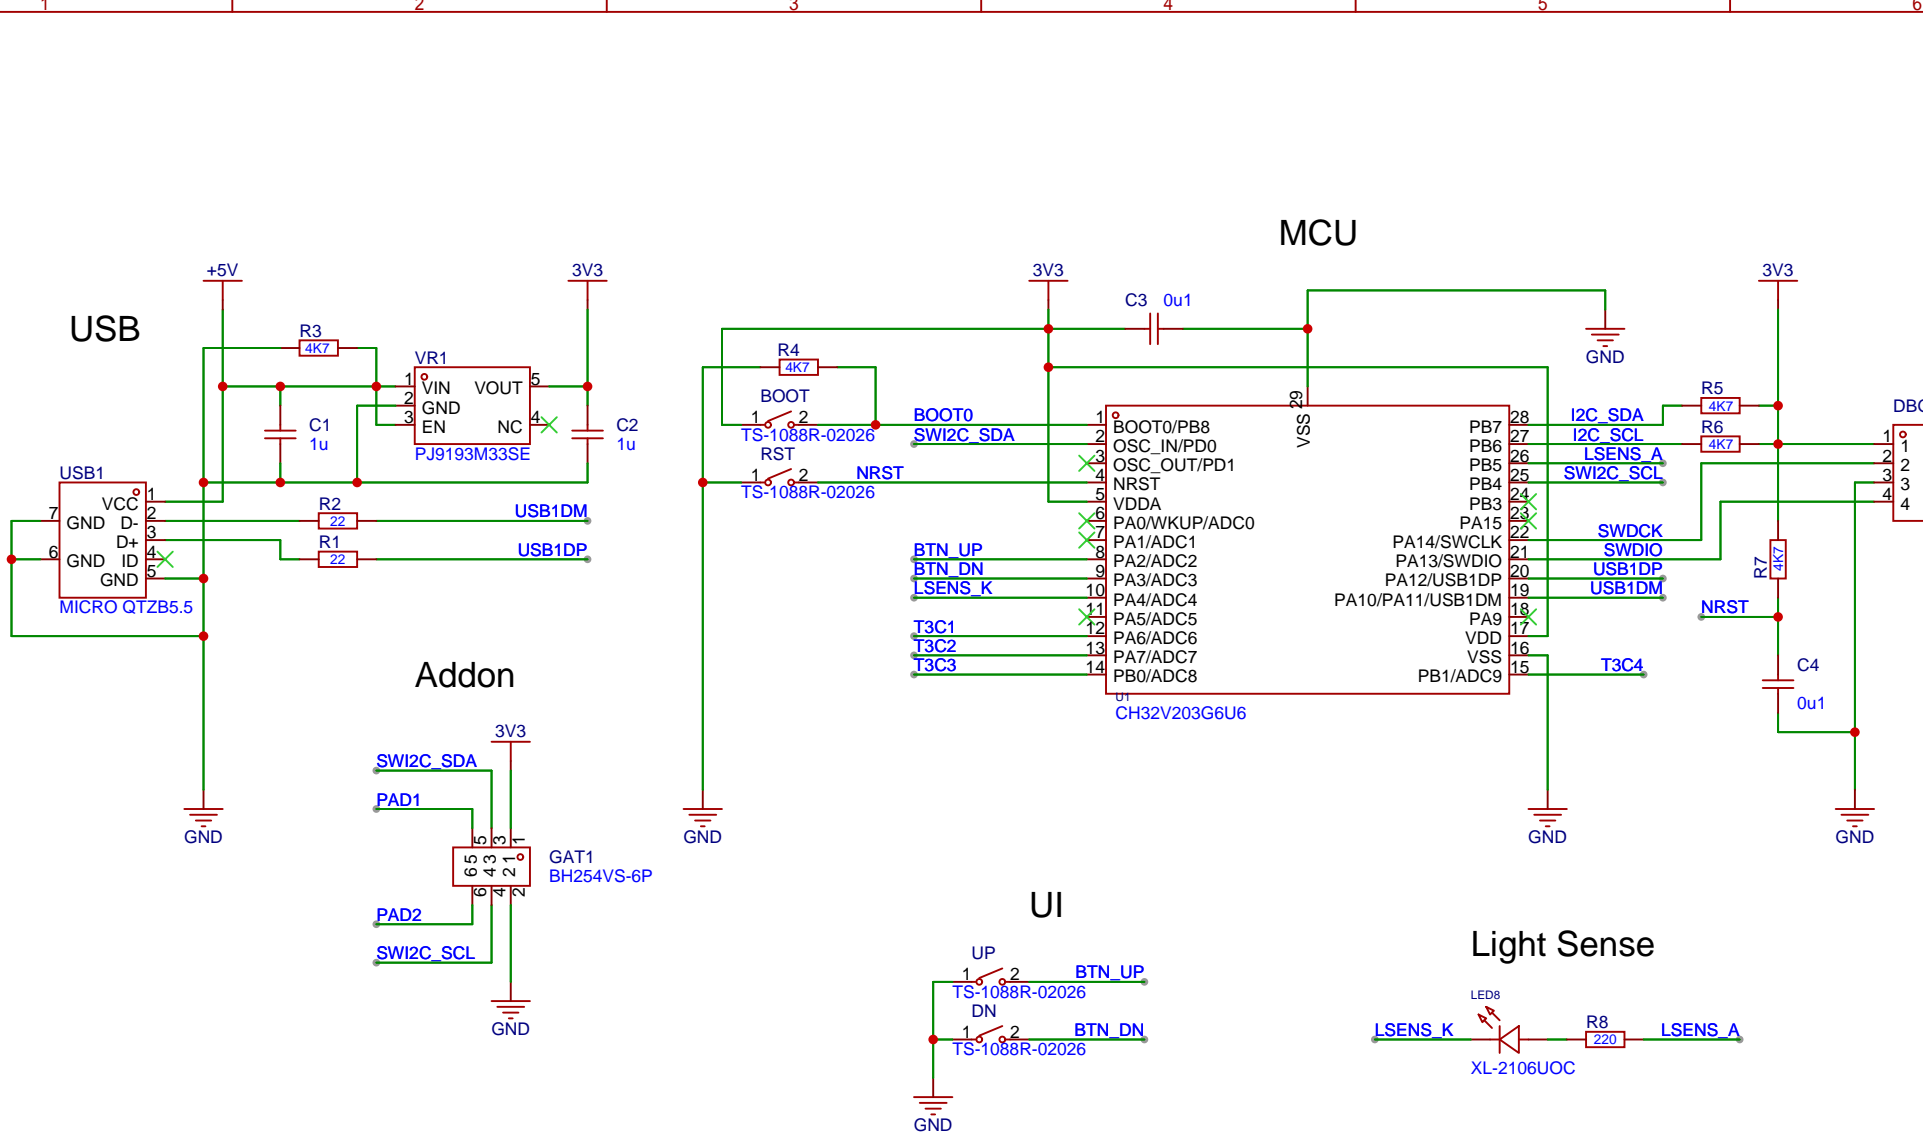 1 2 3 4 5 6
MCU
USB
+5V
3V3
R3
4K7
VR1
1 VIN VOUT 5
2 GND
3 EN NC 4
PJ9193M33SE
C1
1u
C2
1u
USB1
VCC 1
7 GND D- 2
D+ 3
6 GND ID 4
GND 5
MICRO QTZB5.5
R2
22
USB1DM
R1
22
USB1DP
GND
3V3
C3 0u1
GND
R4
4K7
BOOT
1 2
TS-1088R-02026
RST
1 2
TS-1088R-02026
BOOT0
SWI2C_SDA
NRST
BTN_UP
BTN_DN
LSENS_K
T3C1
T3C2
T3C3
GND
VSS 29
1 BOOT0/PB8
2 OSC_IN/PD0
3 OSC_OUT/PD1
4 NRST
5 VDDA
6 PA0/WKUP/ADC0
7 PA1/ADC1
8 PA2/ADC2
9 PA3/ADC3
10 PA4/ADC4
11 PA5/ADC5
12 PA6/ADC6
13 PA7/ADC7
14 PB0/ADC8
PB7 28
PB6 27
PB5 26
PB4 25
PB3 24
PA15 23
PA14/SWCLK 22
PA13/SWDIO 21
PA12/USB1DP 20
PA10/PA11/USB1DM 19
PA9 18
VDD 17
VSS 16
PB1/ADC9 15
U1
CH32V203G6U6
I2C_SDA
I2C_SCL
LSENS_A
SWI2C_SCL
SWDCK
SWDIO
USB1DP
USB1DM
T3C4
GND
3V3
R5
4K7
R6
4K7
R7
4K7
NRST
C4
0u1
GND
1 1
2 2
3 3
4 4
Addon
3V3
SWI2C_SDA
PAD1
5 3 1
6 5 4 3 2 1
6 4 2
GAT1
BH254VS-6P
PAD2
SWI2C_SCL
GND
UI
UP
1 2
BTN_UP
TS-1088R-02026
DN
1 2
BTN_DN
TS-1088R-02026
GND
Light Sense
LED8
LSENS_K
R8
220
LSENS_A
XL-2106UOC